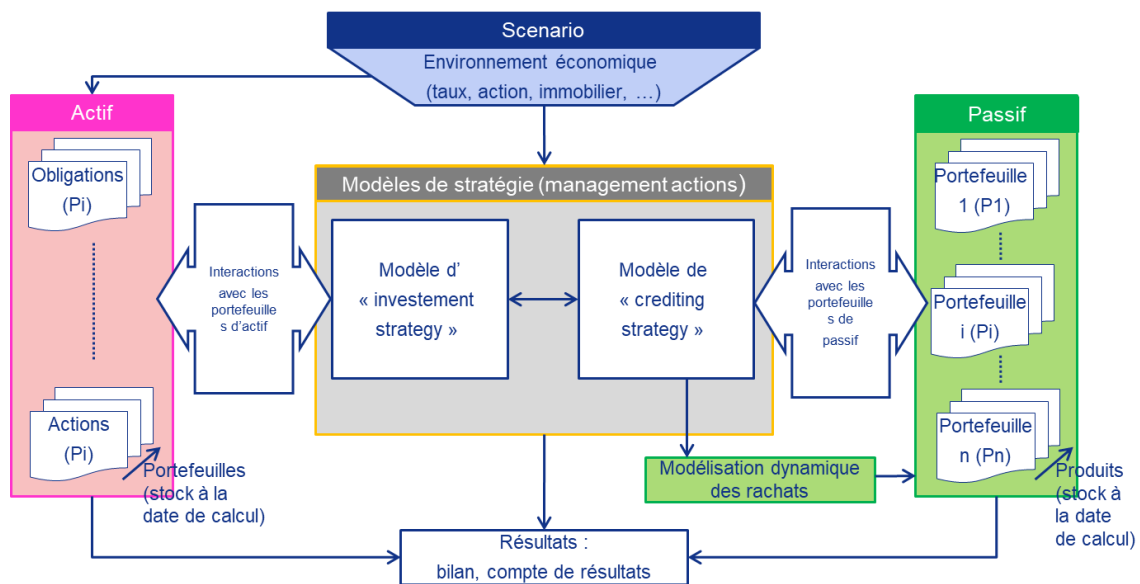 Scenario
Environnement économique
(taux, action, immobilier, …)
Actif
Obligations
(Pi)
Actions
(Pi)
Portefeuilles
(stock à la
date de calcul)
Interactions
avec les
portefeuille
s d’actif
Modèles de stratégie (management actions)
Modèle d’
« investement
strategy »
Modèle de
« crediting
strategy »
Interactions
avec les
portefeuille
s de
passif
Passif
Portefeuille
1 (P1)
Portefeuille
i (Pi)
Portefeuille
n (Pn)
Produits
(stock à
la date
de calcul)
Modélisation dynamique
des rachats
Résultats :
bilan, compte de résultats